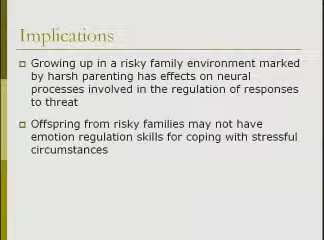 Implications
Growing up in a risky family environment marked
by harsh parenting has effects on neural
processes involved in the regulation of responses
to threat
Offspring from risky families may not have
emotion regulation skills for coping with stressful
circumstances